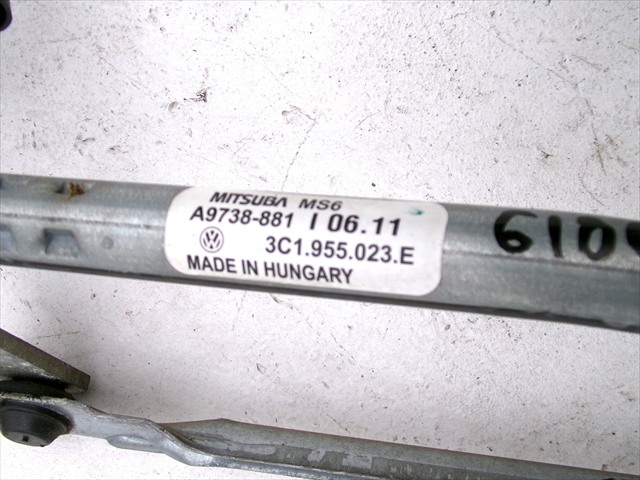 MITSUBA MS6
A9738-881 I 06.11
3C1.955.023.E
MADE IN HUNGARY